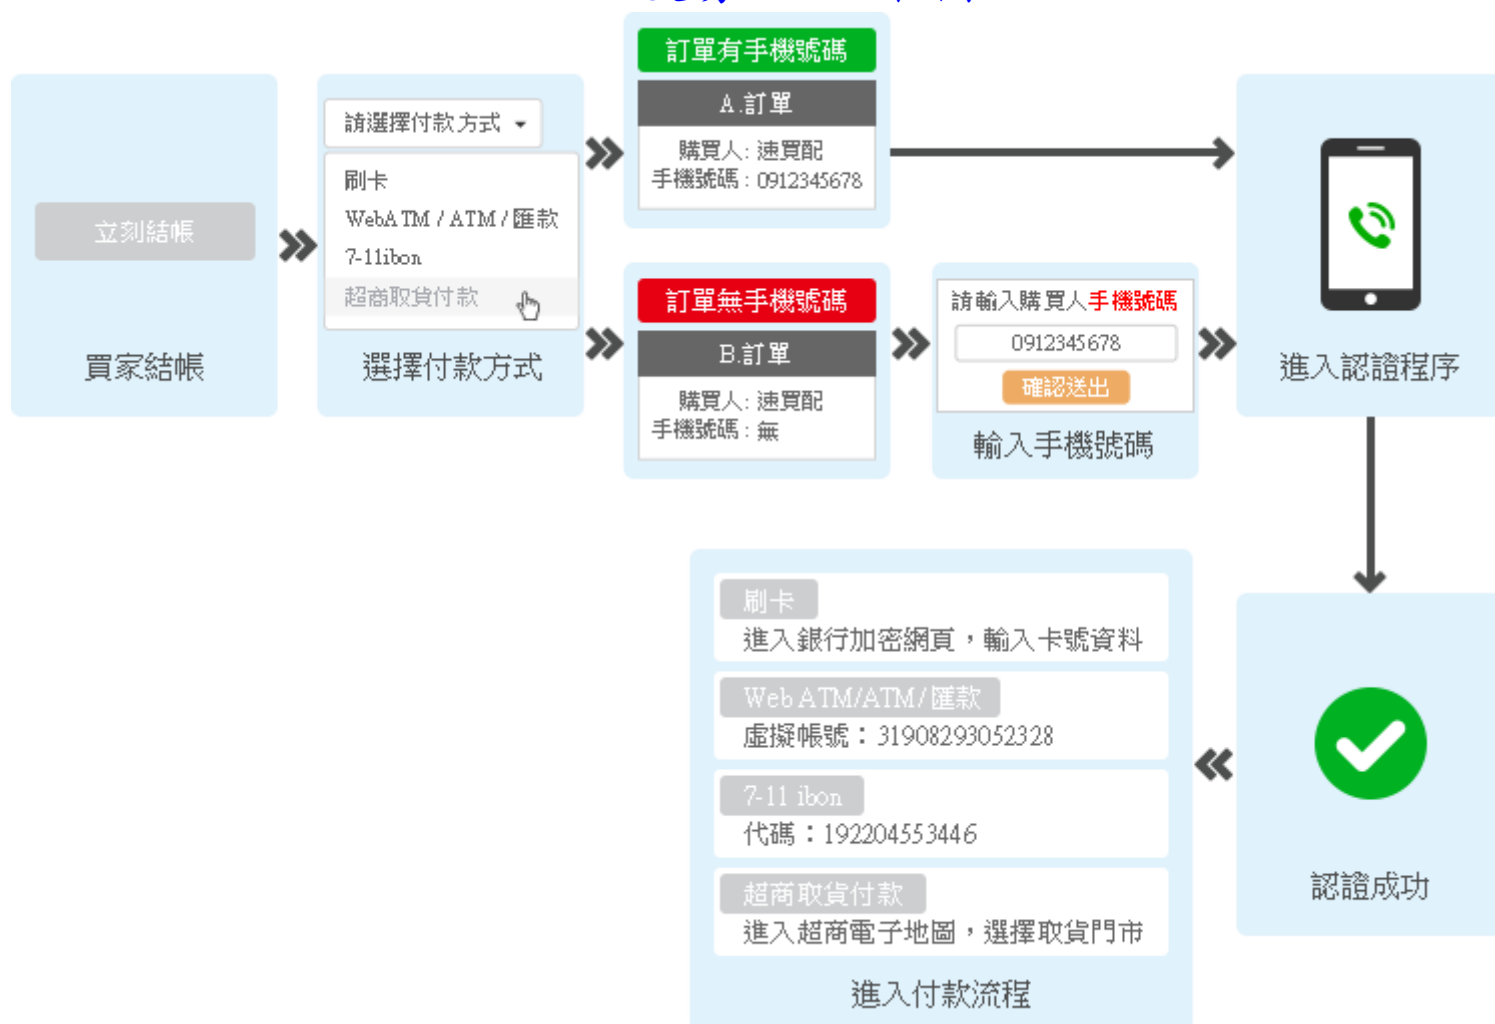 立刻結帳
買家結帳
請選擇付款方式
刷卡
WebATM / ATM / 匯款
7-11ibon
超商取貨付款
選擇付款方式
訂單有手機號碼
A.訂單
購買人: 速買配
手機號碼 : 0912345678
訂單無手機號碼
B.訂單
購買人: 速買配
手機號碼 : 無
請輸入購買人手機號碼
0912345678
確認送出
輸入手機號碼
進入認證程序
認證成功
刷卡
進入銀行加密網頁，輸入卡號資料
Web ATM/ATM/ 匯款
虛擬帳號：31908293052328
7-11 ibon
代碼：192204553446
超商取貨付款
進入超商電子地圖，選擇取貨門市
進入付款流程